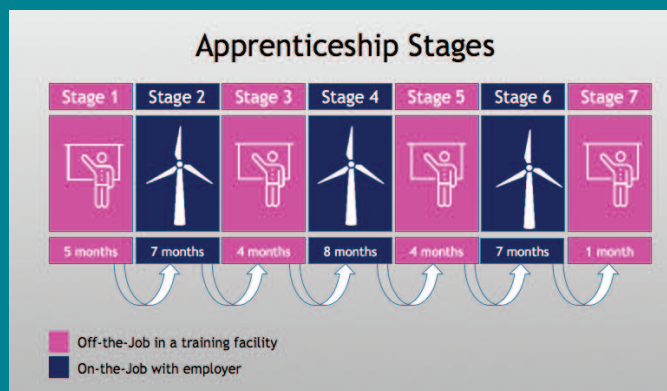 Apprenticeship Stages
Stage 1 Stage 2 Stage 3 Stage 4 Stage 5 Stage 6 Stage 7
5 months 7 months 4 months 8 months 4 months 7 months 1 month
Off-the-Job in a training facility
On-the-Job with employer